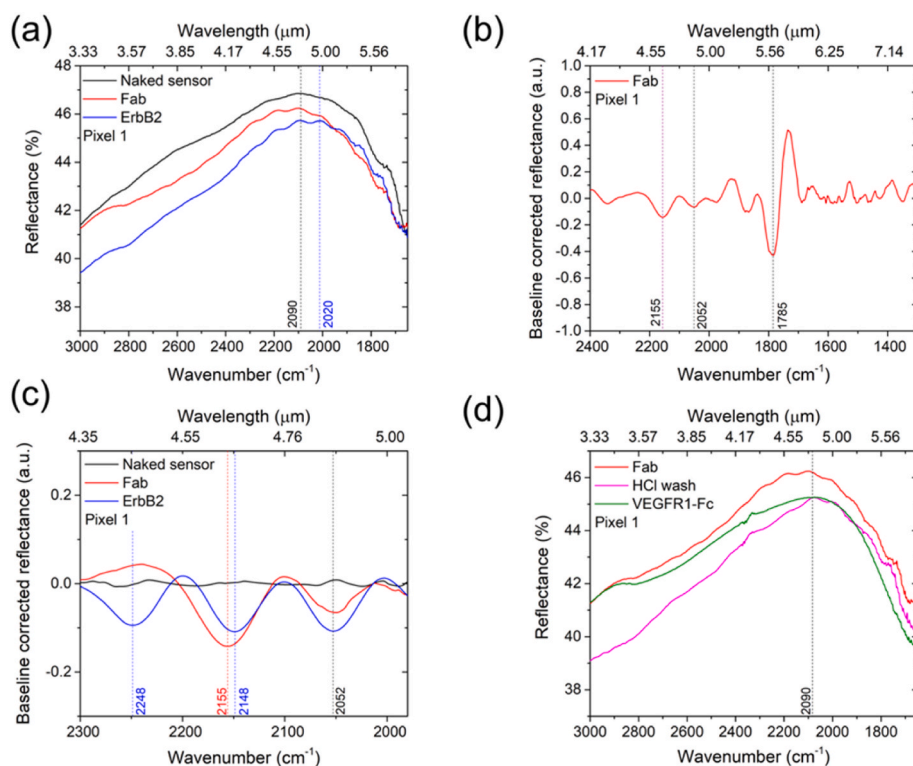 (a)
Wavelength (μm)
3.33 3.57 3.85 4.17 4.55 5.00 5.56
Reflectance (%)
46
44
42
40
38
Naked sensor
Fab
ErbB2
Pixel 1
2090
2020
3000 2800 2600 2400 2200 2000 1800
Wavenumber (cm⁻¹)
(b)
Wavelength (μm)
4.17 4.55 5.00 5.56 6.25 7.14
Baseline corrected reflectance (a.u.)
1.0
0.8
0.6
0.4
0.2
0.0
-0.2
-0.4
-0.6
-0.8
-1.0
Fab
Pixel 1
2155
2052
1785
2400 2200 2000 1800 1600 1400
Wavenumber (cm⁻¹)
(c)
Wavelength (μm)
4.35 4.55 4.76 5.00
Baseline corrected reflectance (a.u.)
0.2
0.0
-0.2
Naked sensor
Fab
ErbB2
Pixel 1
2248
2155
2148
2052
2300 2200 2100 2000
Wavenumber (cm⁻¹)
(d)
Wavelength (μm)
3.33 3.57 3.85 4.17 4.55 5.00 5.56
Reflectance (%)
46
44
42
40
38
Fab
HCl wash
VEGFR1-Fc
Pixel 1
2090
3000 2800 2600 2400 2200 2000 1800
Wavenumber (cm⁻¹)